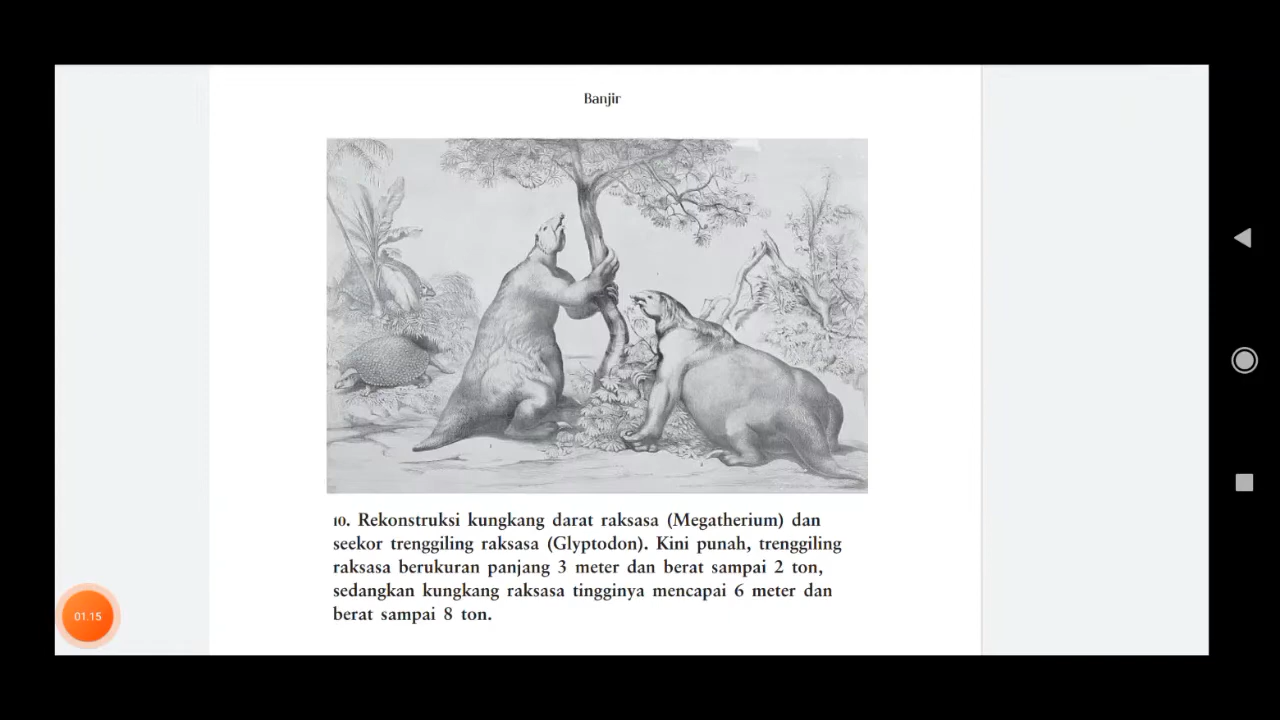 Banjir
10. Rekonstruksi kungkang darat raksasa (Megatherium) dan
seekor trenggiling raksasa (Glyptodon). Kini punah, trenggiling
raksasa berukuran panjang 3 meter dan berat sampai 2 ton,
sedangkan kungkang raksasa tingginya mencapai 6 meter dan
berat sampai 8 ton.
01.15